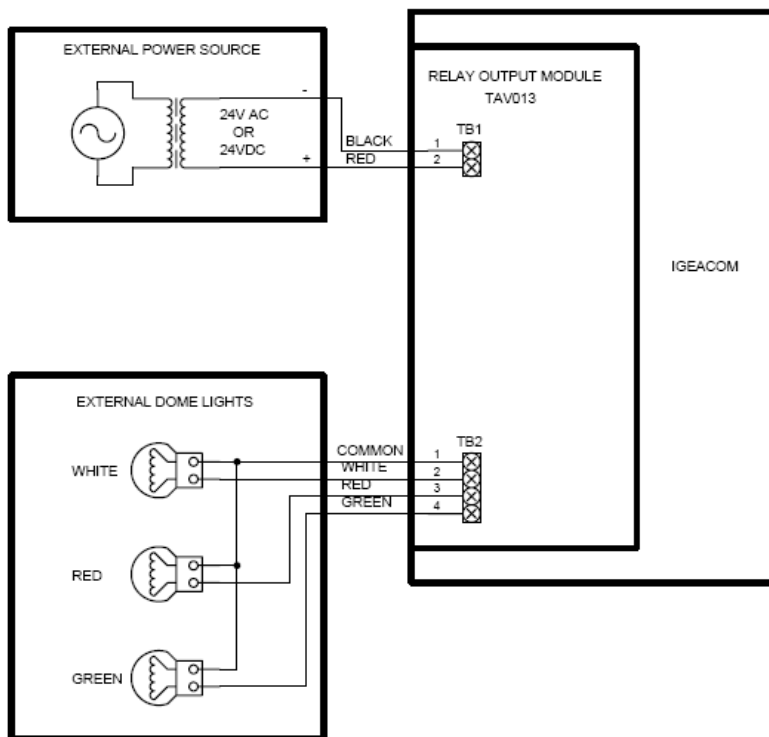 EXTERNAL POWER SOURCE
24V AC
OR
24VDC
-
+
BLACK
RED
RELAY OUTPUT MODULE
TAV013
TB1
1
2
IGEACOM
EXTERNAL DOME LIGHTS
WHITE
RED
GREEN
COMMON
WHITE
RED
GREEN
TB2
1
2
3
4